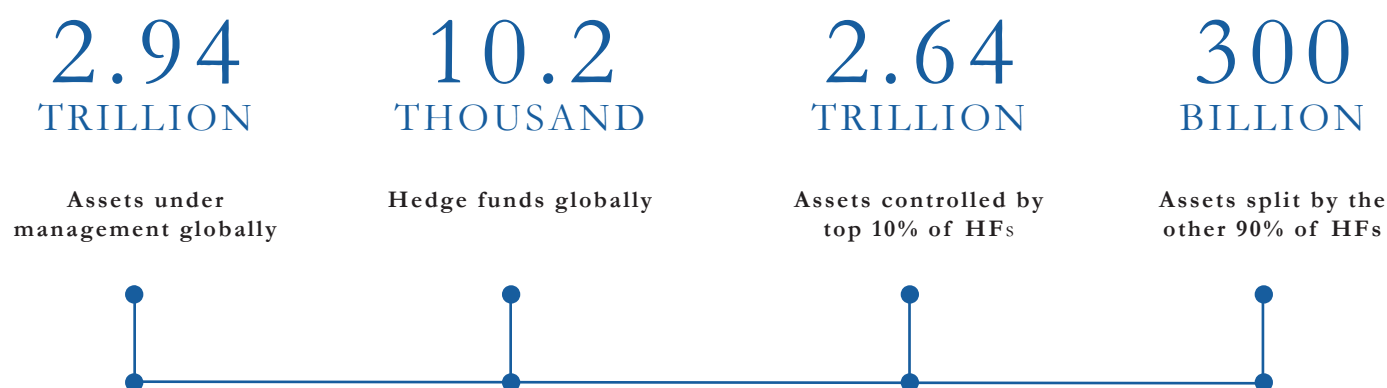 2.94
TRILLION
Assets under
management globally
10.2
THOUSAND
Hedge funds globally
2.64
TRILLION
Assets controlled by
top 10% of HFs
300
BILLION
Assets split by the
other 90% of HFs